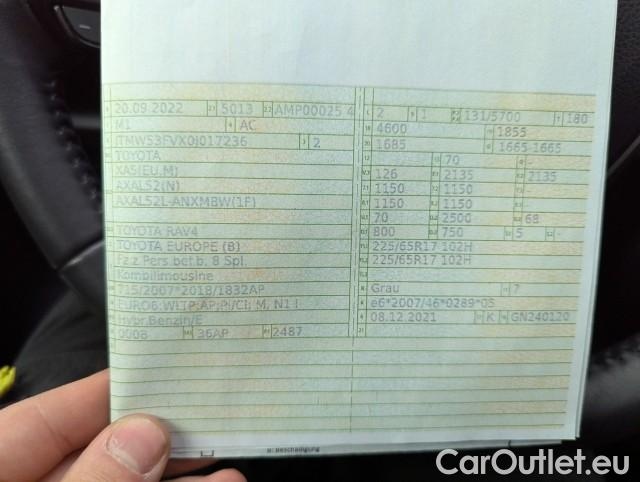 20.09.2022 5013 AMP00025 4
M1 AC
JTMW53FVX0J017236 2
TOYOTA
XA5(EU,M)
AXAL52(N)
AXAL52L-ANXMBW(1F)
TOYOTA RAV4
TOYOTA EUROPE (B)
Fz.z.Pers.bef.b. 8 Spl.
Kombilimousine
715/2007*2018/1832AP
EURO6;WLTP;AP;PI/CI; M, N1 I
Hybr.Benzin/E
0008 36AP 2487
2 1 131/5700 180
4600 1855
1685 1665-1665
- 70 -
126 2135 2135
1150 1150 -
1150 1150 -
70 2500 68
800 750 5 -
225/65R17 102H
225/65R17 102H
Grau 7
e6*2007/46*0289*05
08.12.2021 K GN240120
Bescheinigung
CarOutlet.eu